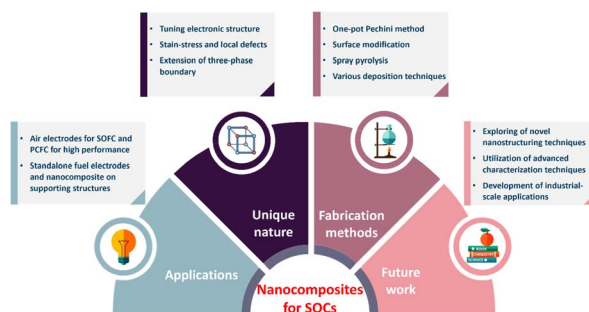 • Tuning electronic structure
• Stain-stress and local defects
• Extension of three-phase
boundary
• One-pot Pechini method
• Surface modification
• Spray pyrolysis
• Various deposition techniques
• Air electrodes for SOFC and
PCFC for high performance
• Standalone fuel electrodes
and nanocomposite on
supporting structures
• Exploring of novel
nanostructuring techniques
• Utilization of advanced
characterization techniques
• Development of industrial-
scale applications
Unique
nature
Fabrication
methods
Applications
Future
work
BOOK
CHEMISTRY
SCIENCE
Nanocomposites
for SOCs